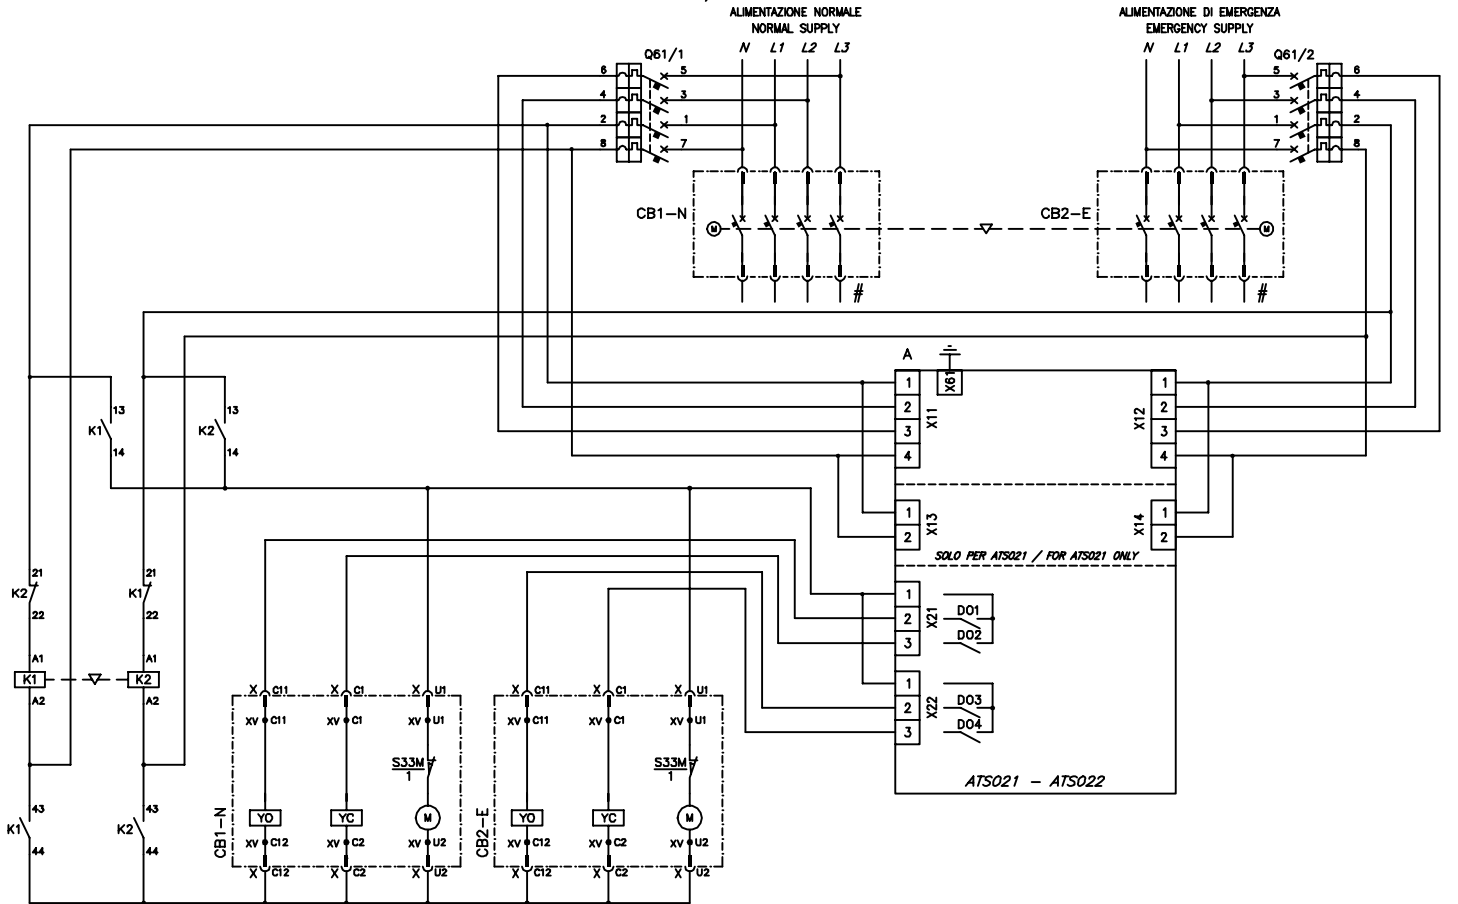 ALIMENTAZIONE NORMALE
NORMAL SUPPLY
N L1 L2 L3
ALIMENTAZIONE DI EMERGENZA
EMERGENCY SUPPLY
N L1 L2 L3
Q61/1
6 5
4 3
2 1
8 7
Q61/2
5 6
3 4
1 2
7 8
CB1-N
M
#
CB2-E
M
#
A
X61
1
2
3
4
X11
1
2
3
4
X12
1
2
X13
1
2
X14
SOLO PER ATS021 / FOR ATS021 ONLY
1
2
3
X21
DO1
DO2
1
2
3
X22
DO3
DO4
ATS021 - ATS022
13
K1
14
13
K2
14
21
K2
22
21
K1
22
A1
K1
A2
A1
K2
A2
43
K1
44
43
K2
44
CB1-N
X C11 X C1 X U1
XV C11 XV C1 XV U1
S33M
1
YO YC M
XV C12 XV C2 XV U2
X C12 X C2 X U2
CB2-E
X C11 X C1 X U1
XV C11 XV C1 XV U1
S33M
1
YO YC M
XV C12 XV C2 XV U2
X C12 X C2 X U2